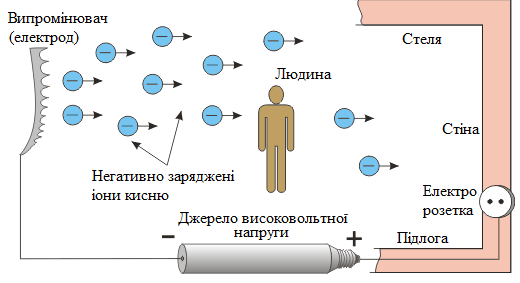 Випромінювач
(електрод)
Стеля
Людина
Стіна
Негативно заряджені
іони кисню
Електро
розетка
Джерело високовольтної
напруги
Підлога
− +